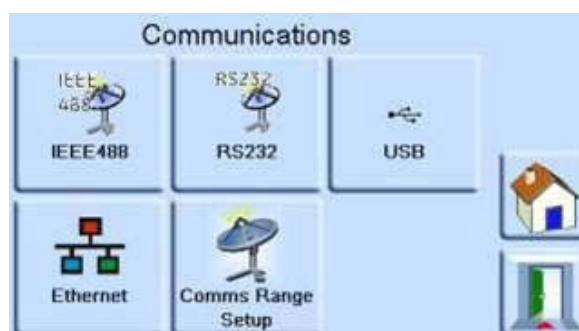 Communications
IEEE
488
IEEE488
RS232
RS232
USB
Ethernet
Comms Range
Setup